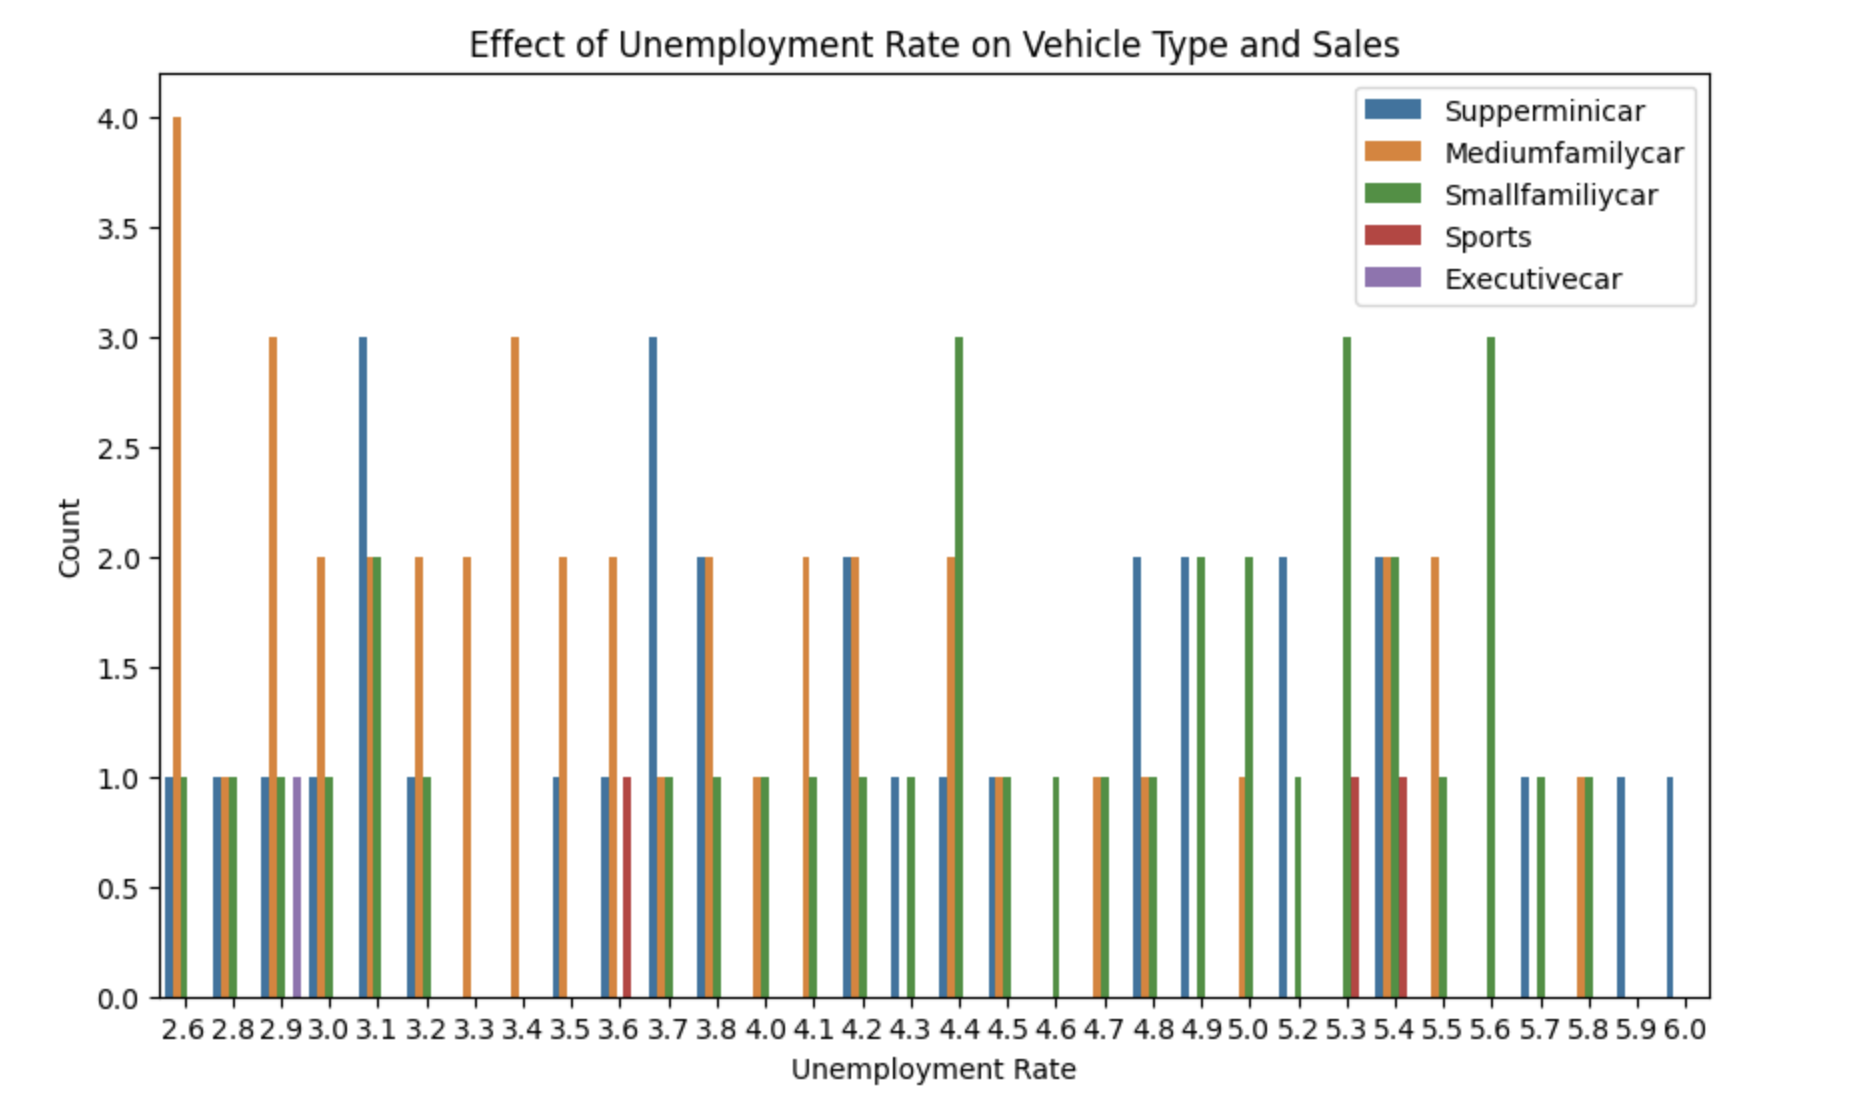 Effect of Unemployment Rate on Vehicle Type and Sales
Supperminicar
Mediumfamilycar
Smallfamiliycar
Sports
Executivecar
4.0
3.5
3.0
2.5
2.0
1.5
1.0
0.5
0.0
Count
2.6 2.8 2.9 3.0 3.1 3.2 3.3 3.4 3.5 3.6 3.7 3.8 4.0 4.1 4.2 4.3 4.4 4.5 4.6 4.7 4.8 4.9 5.0 5.2 5.3 5.4 5.5 5.6 5.7 5.8 5.9 6.0
Unemployment Rate